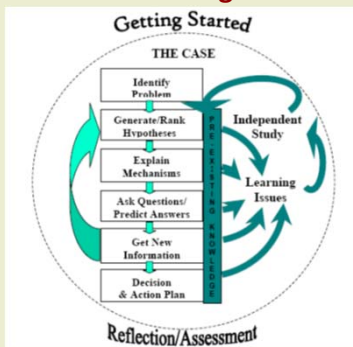 Getting Started
THE CASE
Identify
Problem
Generate/Rank
Hypotheses
Explain
Mechanisms
Ask Questions/
Predict Answers
Get New
Information
Decision
& Action Plan
PRE-EXISTING KNOWLEDGE
Independent
Study
Learning
Issues
Reflection/Assessment